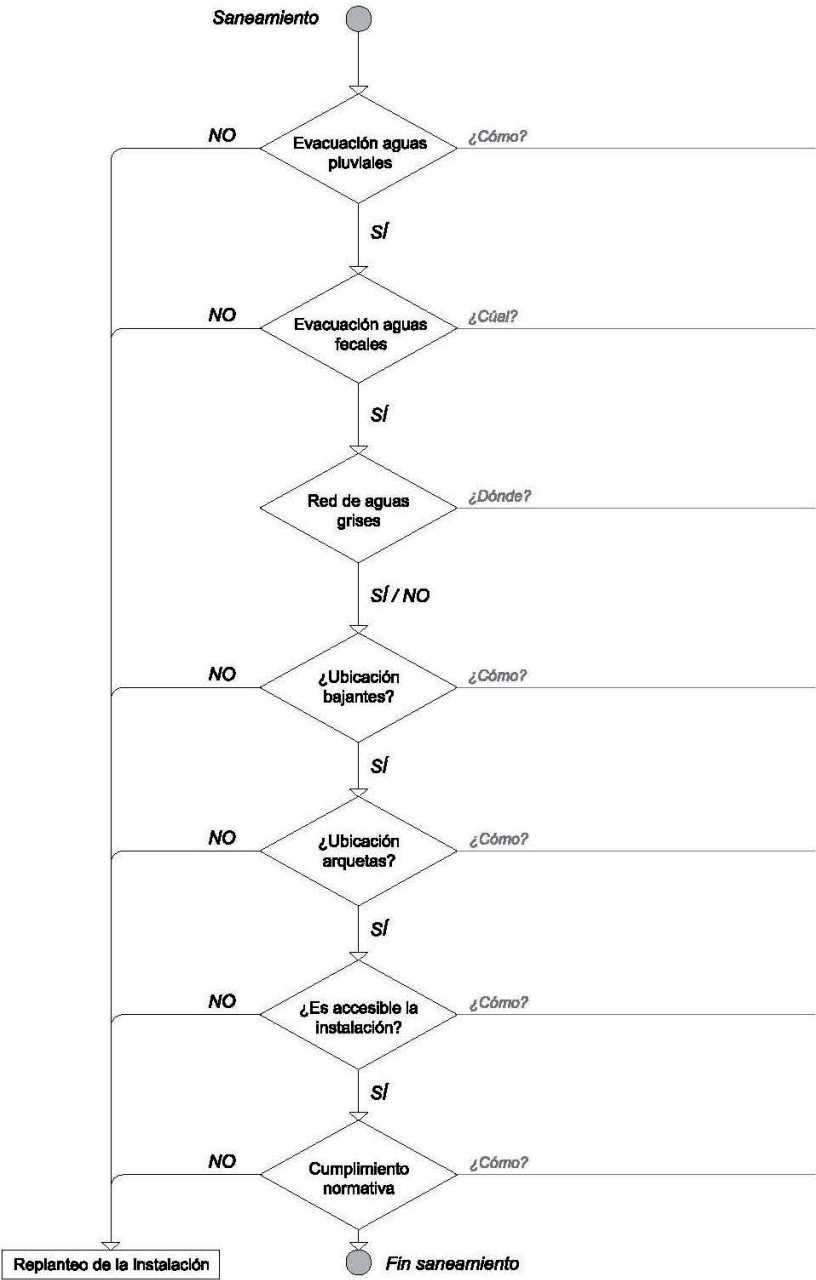 Saneamiento
NO
Evacuación aguas
pluviales
¿Cómo?
SÍ
NO
Evacuación aguas
fecales
¿Cúal?
SÍ
Red de aguas
grises
¿Dónde?
SÍ / NO
NO
¿Ubicación
bajantes?
¿Cómo?
SÍ
NO
¿Ubicación
arquetas?
¿Cómo?
SÍ
NO
¿Es accesible la
instalación?
¿Cómo?
SÍ
NO
Cumplimiento
normativa
¿Cómo?
Replanteo de la instalación
Fin saneamiento